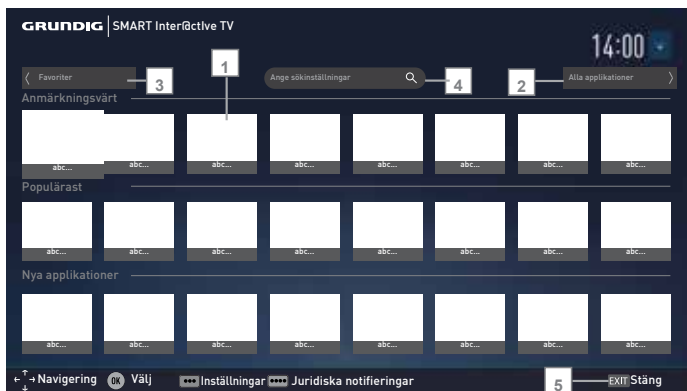 GRUNDIG SMART Inter@ctIve TV
14:00
Favoriter 3 1 Ange sökinställningar 4 2 Alla applikationer
Anmärkningsvärt
abc... abc... abc... abc... abc... abc... abc... abc...
Populärast
abc... abc... abc... abc... abc... abc... abc... abc...
Nya applikationer
abc... abc... abc... abc... abc... abc... abc... abc...
Navigering OK Välj Inställningar Juridiska notifieringar 5 EXIT Stäng